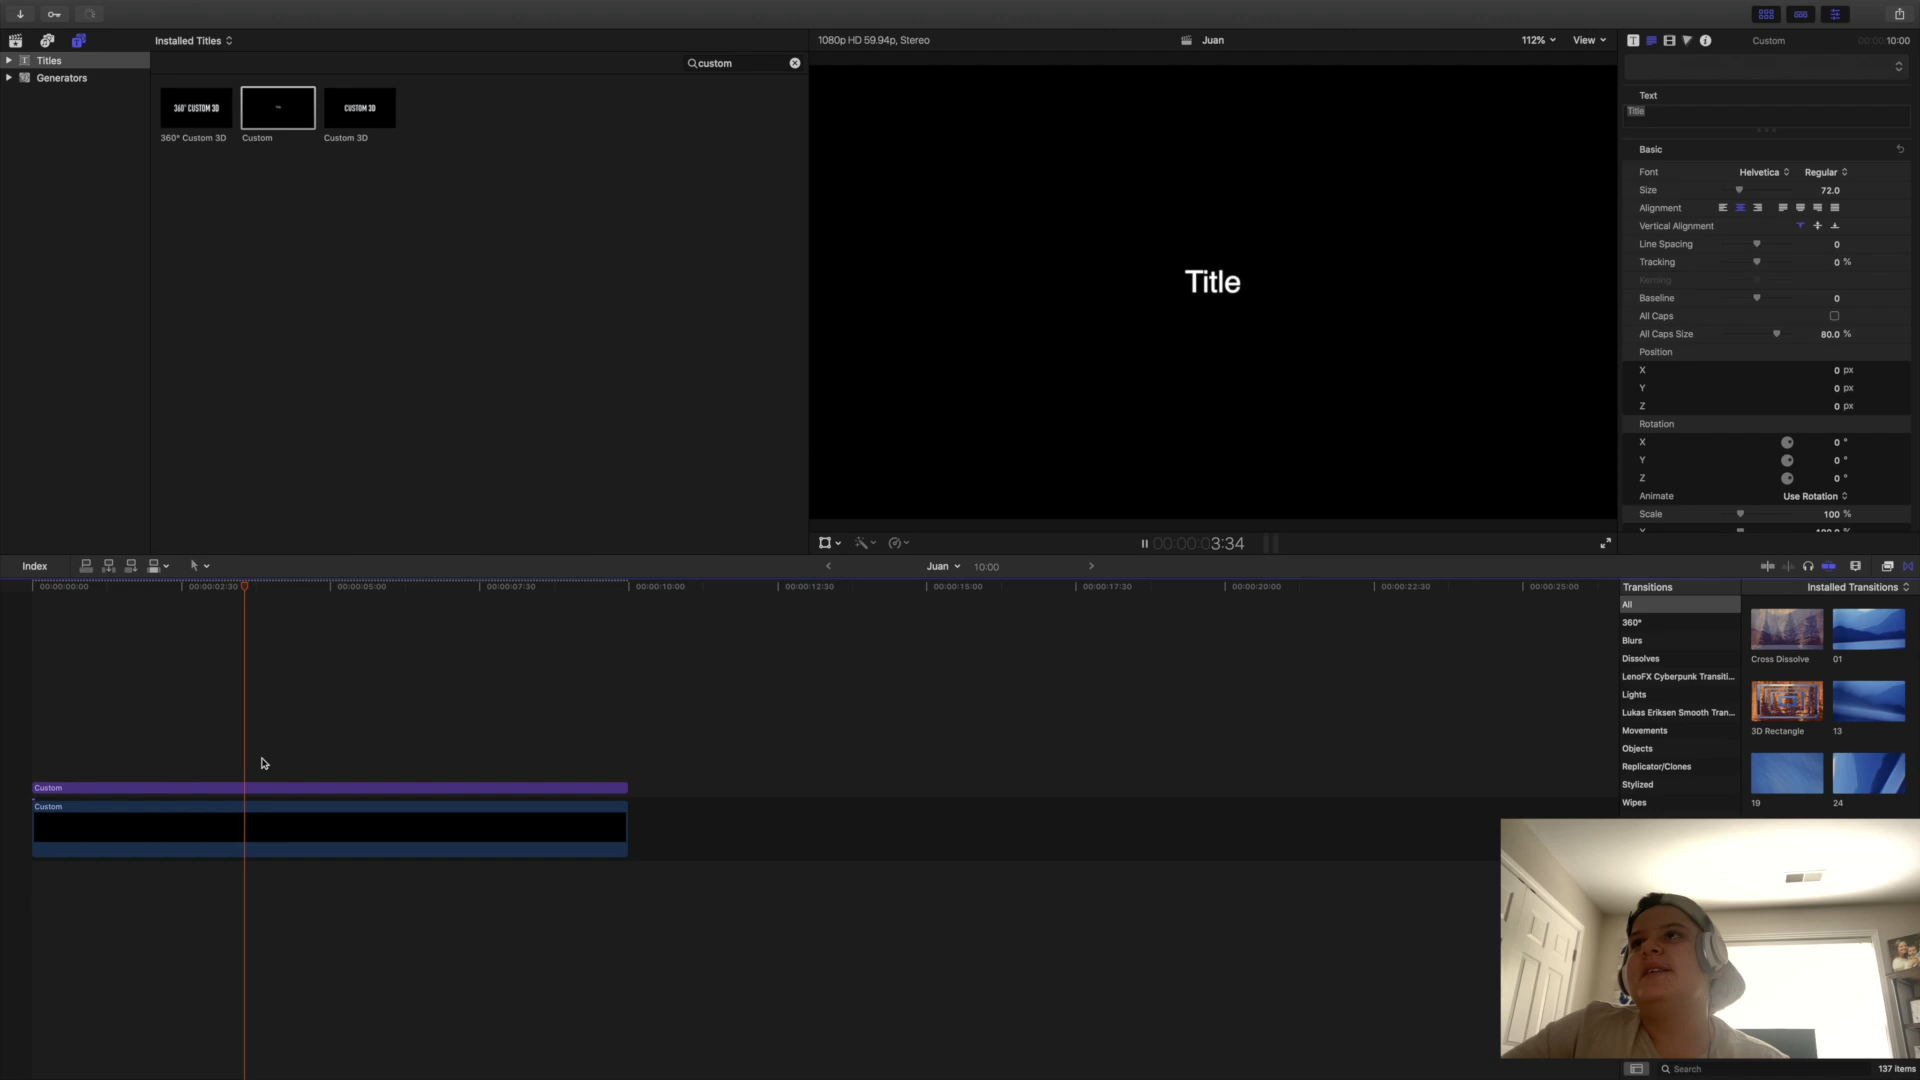 Installed Titles
1080p HD 59.94p, Stereo
Juan
112%
View
Custom
00:00:10:00
Titles
Generators
custom
360° CUSTOM 3D
CUSTOM 3D
360° Custom 3D
Custom
Custom 3D
Title
Text
Title
Basic
Font
Helvetica
Regular
Size
72.0
Alignment
Vertical Alignment
Line Spacing
0
Tracking
0 %
Kerning
Baseline
0
All Caps
All Caps Size
80.0 %
Position
X
0 px
Y
0 px
Z
0 px
Rotation
X
0 °
Y
0 °
Z
0 °
Animate
Use Rotation
Scale
100 %
00:00:03:34
Index
Juan
10:00
00:00:00:00
00:00:02:30
00:00:05:00
00:00:07:30
00:00:10:00
00:00:12:30
00:00:15:00
00:00:17:30
00:00:20:00
00:00:22:30
00:00:25:00
Custom
Custom
Transitions
Installed Transitions
All
360°
Blurs
Dissolves
LenoFX Cyberpunk Transiti...
Lights
Lukas Eriksen Smooth Tran...
Movements
Objects
Replicator/Clones
Stylized
Wipes
Cross Dissolve
01
3D Rectangle
13
19
24
Search
137 items